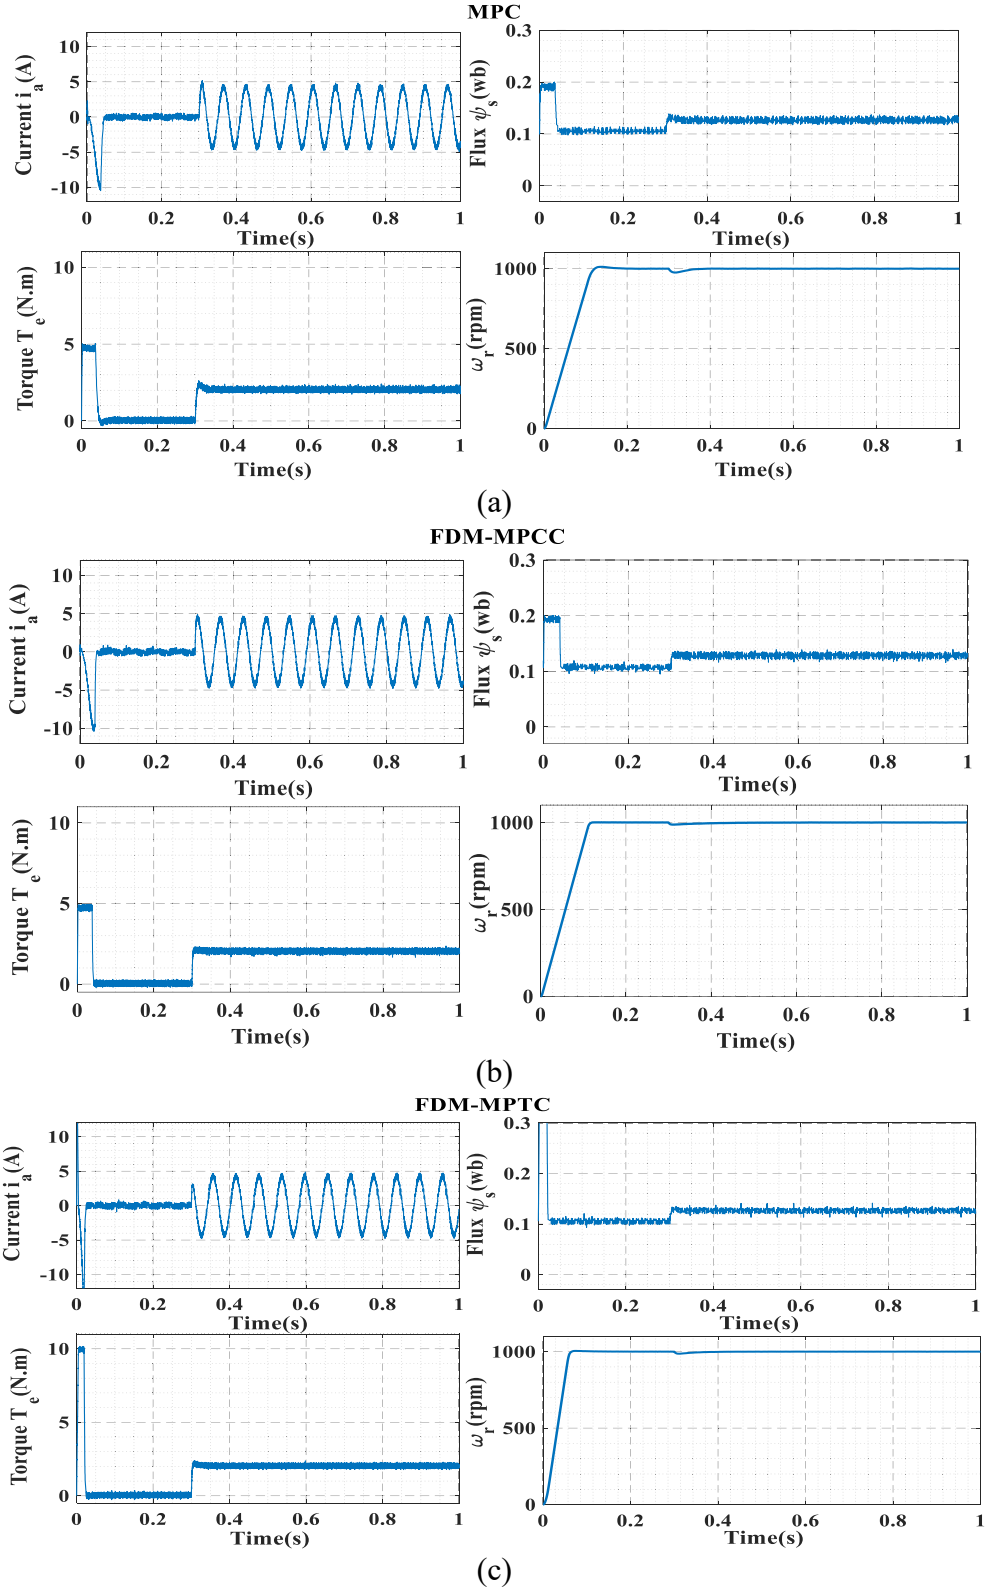 MPC
Current i_a(A)
10
5
0
-5
-10
0 0.2 0.4 0.6 0.8 1
Time(s)
Flux ψ_s (wb)
0.3
0.2
0.1
0
0 0.2 0.4 0.6 0.8 1
Time(s)
Torque T_e (N.m)
10
5
0
0 0.2 0.4 0.6 0.8 1
Time(s)
ω_r (rpm)
1000
500
0
0 0.2 0.4 0.6 0.8 1
Time(s)
(a)
FDM-MPCC
Current i_a(A)
10
5
0
-5
-10
0 0.2 0.4 0.6 0.8 1
Time(s)
Flux ψ_s (wb)
0.3
0.2
0.1
0
0 0.2 0.4 0.6 0.8 1
Time(s)
Torque T_e (N.m)
10
5
0
0 0.2 0.4 0.6 0.8 1
Time(s)
ω_r (rpm)
1000
500
0
0 0.2 0.4 0.6 0.8 1
Time(s)
(b)
FDM-MPTC
Current i_a(A)
10
5
0
-5
-10
0 0.2 0.4 0.6 0.8 1
Time(s)
Flux ψ_s (wb)
0.3
0.2
0.1
0
0 0.2 0.4 0.6 0.8 1
Time(s)
Torque T_e (N.m)
10
5
0
0 0.2 0.4 0.6 0.8 1
Time(s)
ω_r (rpm)
1000
500
0
0 0.2 0.4 0.6 0.8 1
Time(s)
(c)